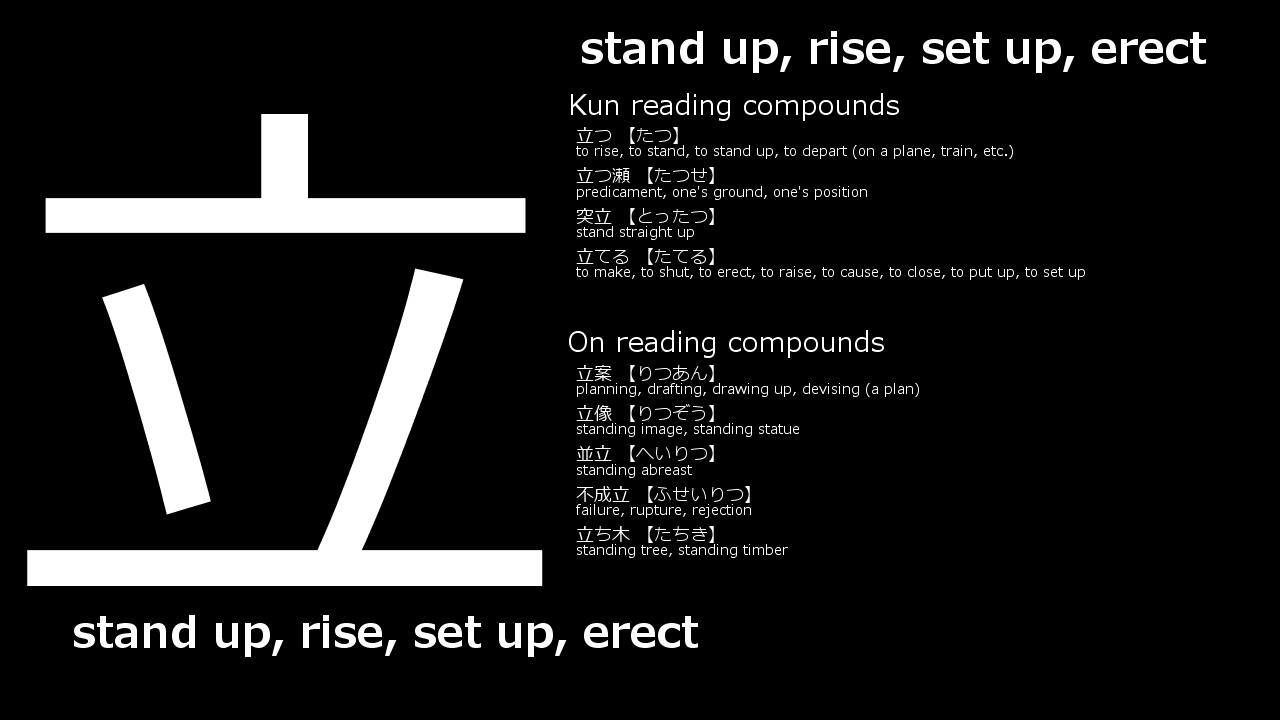 立
stand up, rise, set up, erect
stand up, rise, set up, erect
Kun reading compounds
立つ 【たつ】
to rise, to stand, to stand up, to depart (on a plane, train, etc.)
立つ瀬 【たつせ】
predicament, one's ground, one's position
突立 【とったつ】
stand straight up
立てる 【たてる】
to make, to shut, to erect, to raise, to cause, to close, to put up, to set up
On reading compounds
立案 【りつあん】
planning, drafting, drawing up, devising (a plan)
立像 【りつぞう】
standing image, standing statue
並立 【へいりつ】
standing abreast
不成立 【ふせいりつ】
failure, rupture, rejection
立ち木 【たちき】
standing tree, standing timber